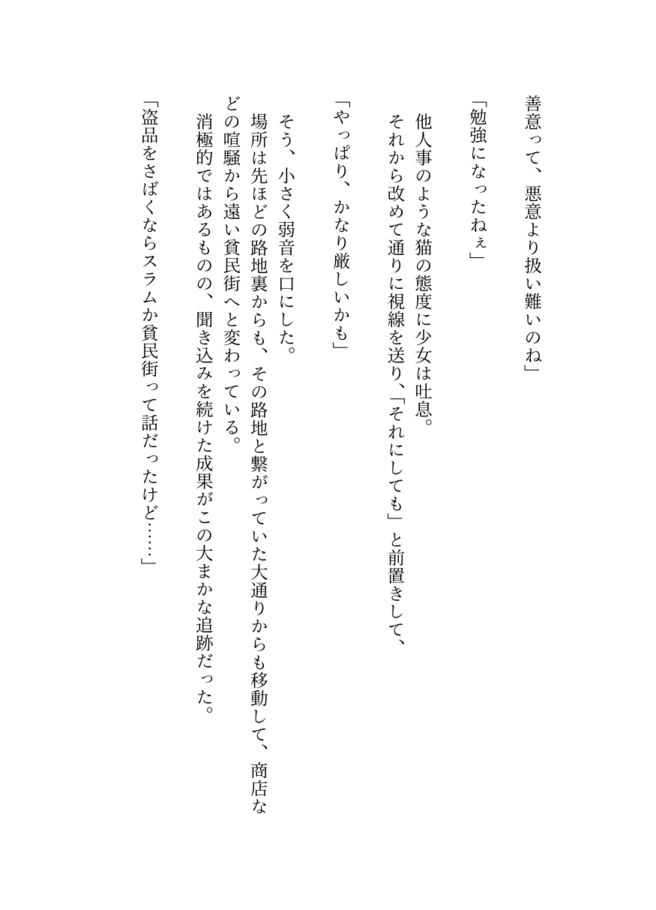 善意って、悪意より扱い難いのね」
「勉強になったねぇ」
他人事のような猫の態度に少女は吐息。
それから改めて通りに視線を送り、「それにしても」と前置きして、
「やっぱり、かなり厳しいかも」
そう、小さく弱音を口にした。
場所は先ほどの路地裏からも、その路地と繋がっていた大通りからも移動して、商店な
どの喧騒から遠い貧民街へと変わっている。
消極的ではあるものの、聞き込みを続けた成果がこの大まかな追跡だった。
「盗品をさばくならスラムか貧民街って話だったけど……」